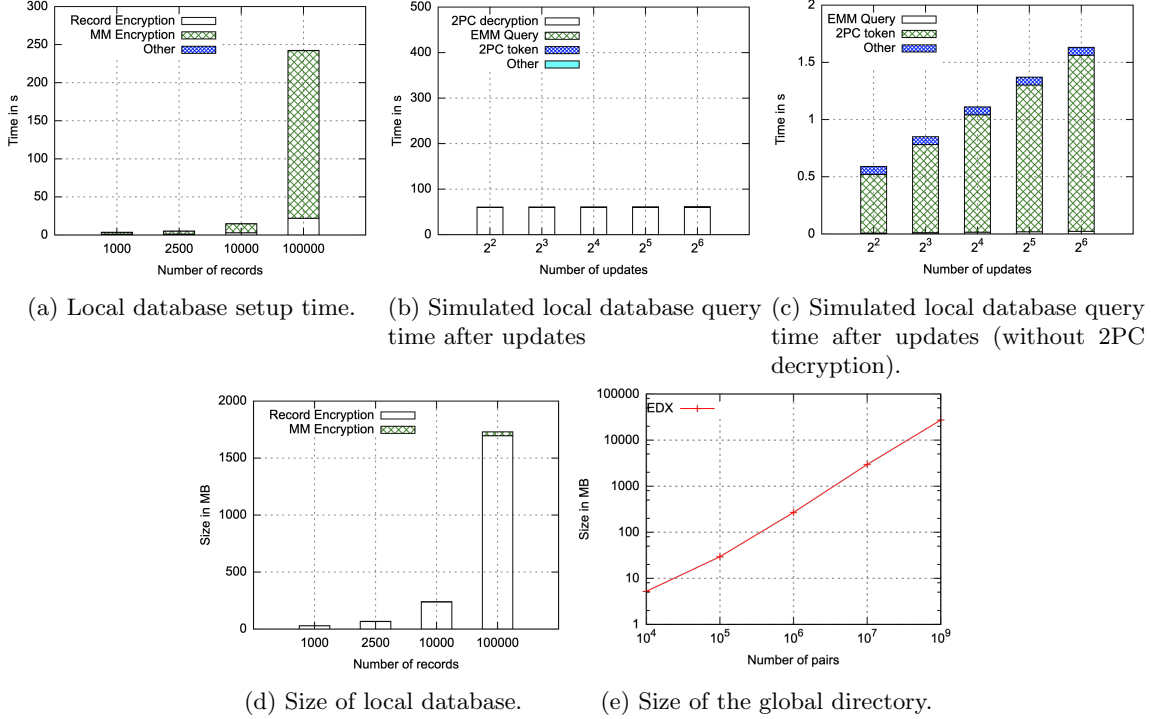 Record Encryption
MM Encryption
Other
300
250
200
150
100
50
0
Time in s
1000 2500 10000 100000
Number of records
(a) Local database setup time.
2PC decryption
EMM Query
2PC token
Other
500
400
300
200
100
0
Time in s
2^2 2^3 2^4 2^5 2^6
Number of updates
(b) Simulated local database query
time after updates
EMM Query
2PC token
Other
2
1.5
1
0.5
0
Time in s
2^2 2^3 2^4 2^5 2^6
Number of updates
(c) Simulated local database query
time after updates (without 2PC
decryption).
Record Encryption
MM Encryption
2000
1500
1000
500
0
Size in MB
1000 2500 10000 100000
Number of records
(d) Size of local database.
EDX
100000
10000
1000
100
10
1
Size in MB
10^4 10^5 10^6 10^7 10^9
Number of pairs
(e) Size of the global directory.